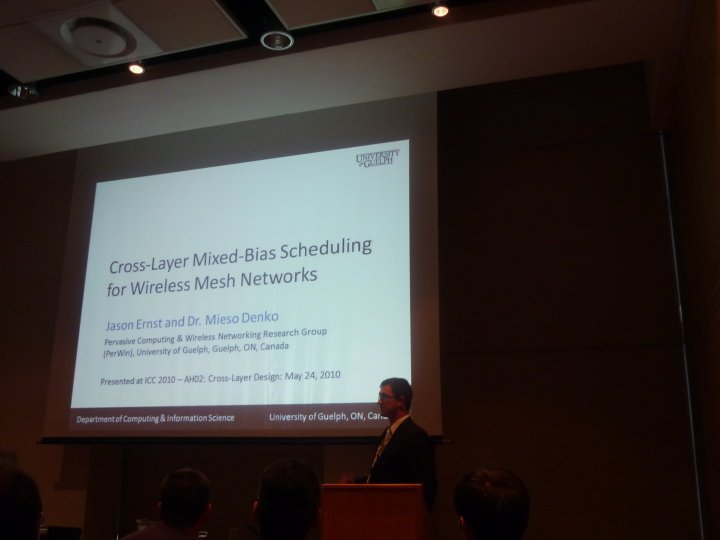 UNIVERSITY
of GUELPH
Cross-Layer Mixed-Bias Scheduling
for Wireless Mesh Networks
Jason Ernst and Dr. Mieso Denko
Pervasive Computing & Wireless Networking Research Group
(PerWin), University of Guelph, Guelph, ON, Canada
Presented at ICC 2010 – AH02: Cross-Layer Design: May 24, 2010
Department of Computing & Information Science
University of Guelph, ON,